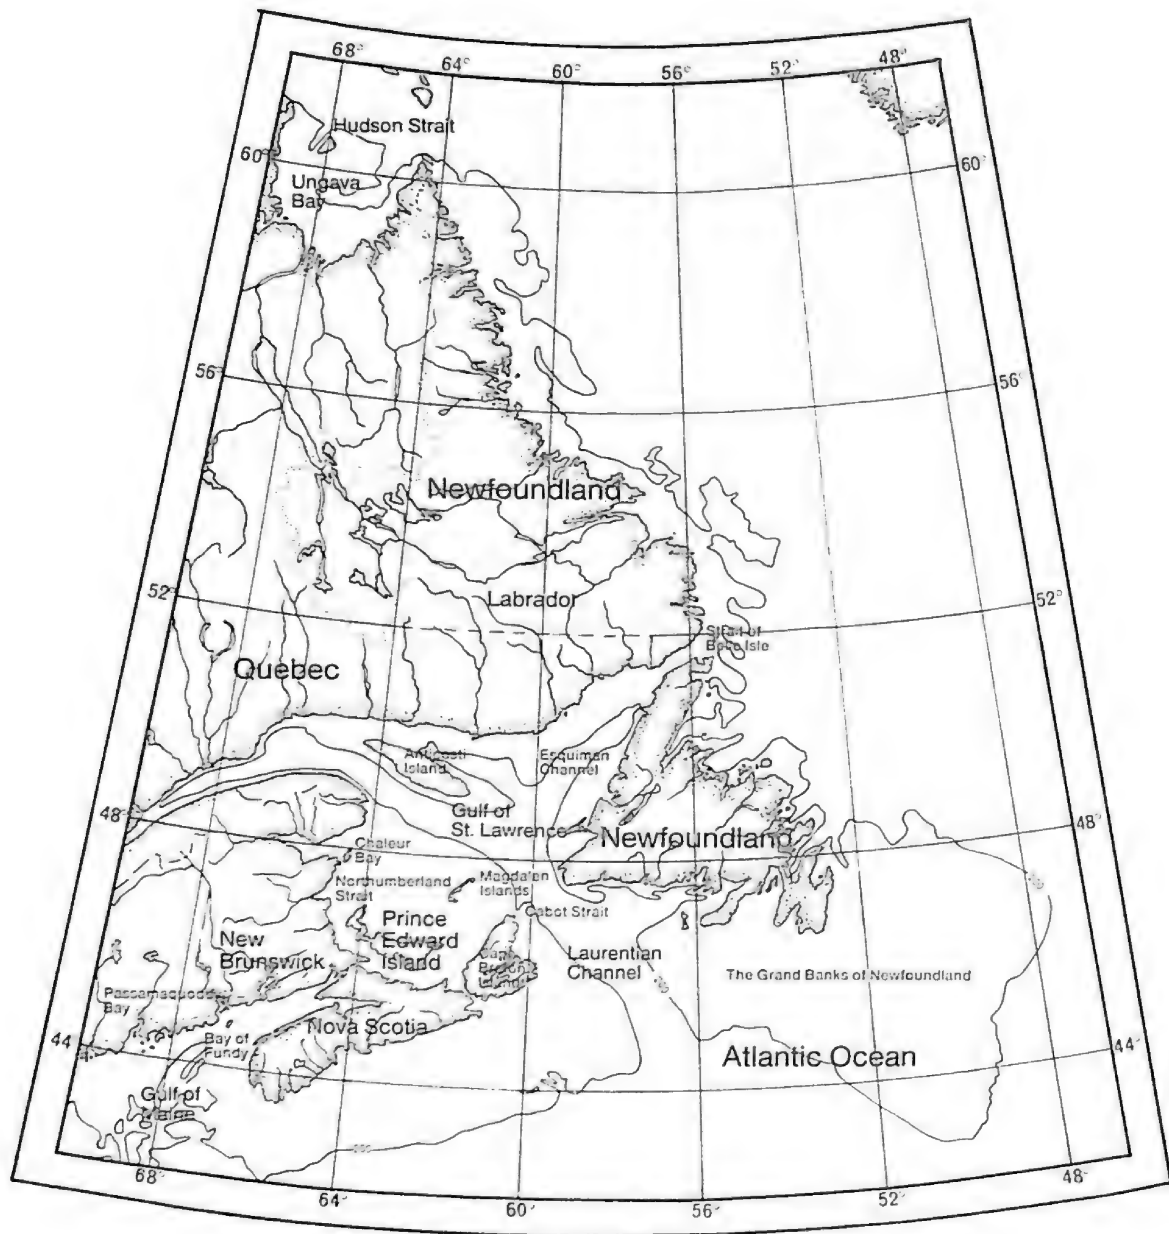 68°
64°
60°
56°
52°
48°
Hudson Strait
60°
60°
Ungava
Bay
56°
56°
Newfoundland
52°
52°
Labrador
Strait of
Belle Isle
Quebec
Anticosti
Island
Esquiman
Channel
48°
48°
Gulf of
St. Lawrence
Newfoundland
Chaleur
Bay
Northumberland
Strait
Magdalen
Islands
Cabot Strait
Prince
Edward
Island
New
Brunswick
Cape
Breton
Island
Laurentian
Channel
The Grand Banks of Newfoundland
Passamaquoddy
Bay
Nova Scotia
Bay of
Fundy
44°
44°
Atlantic Ocean
Gulf of
Maine
68°
64°
60°
56°
52°
48°